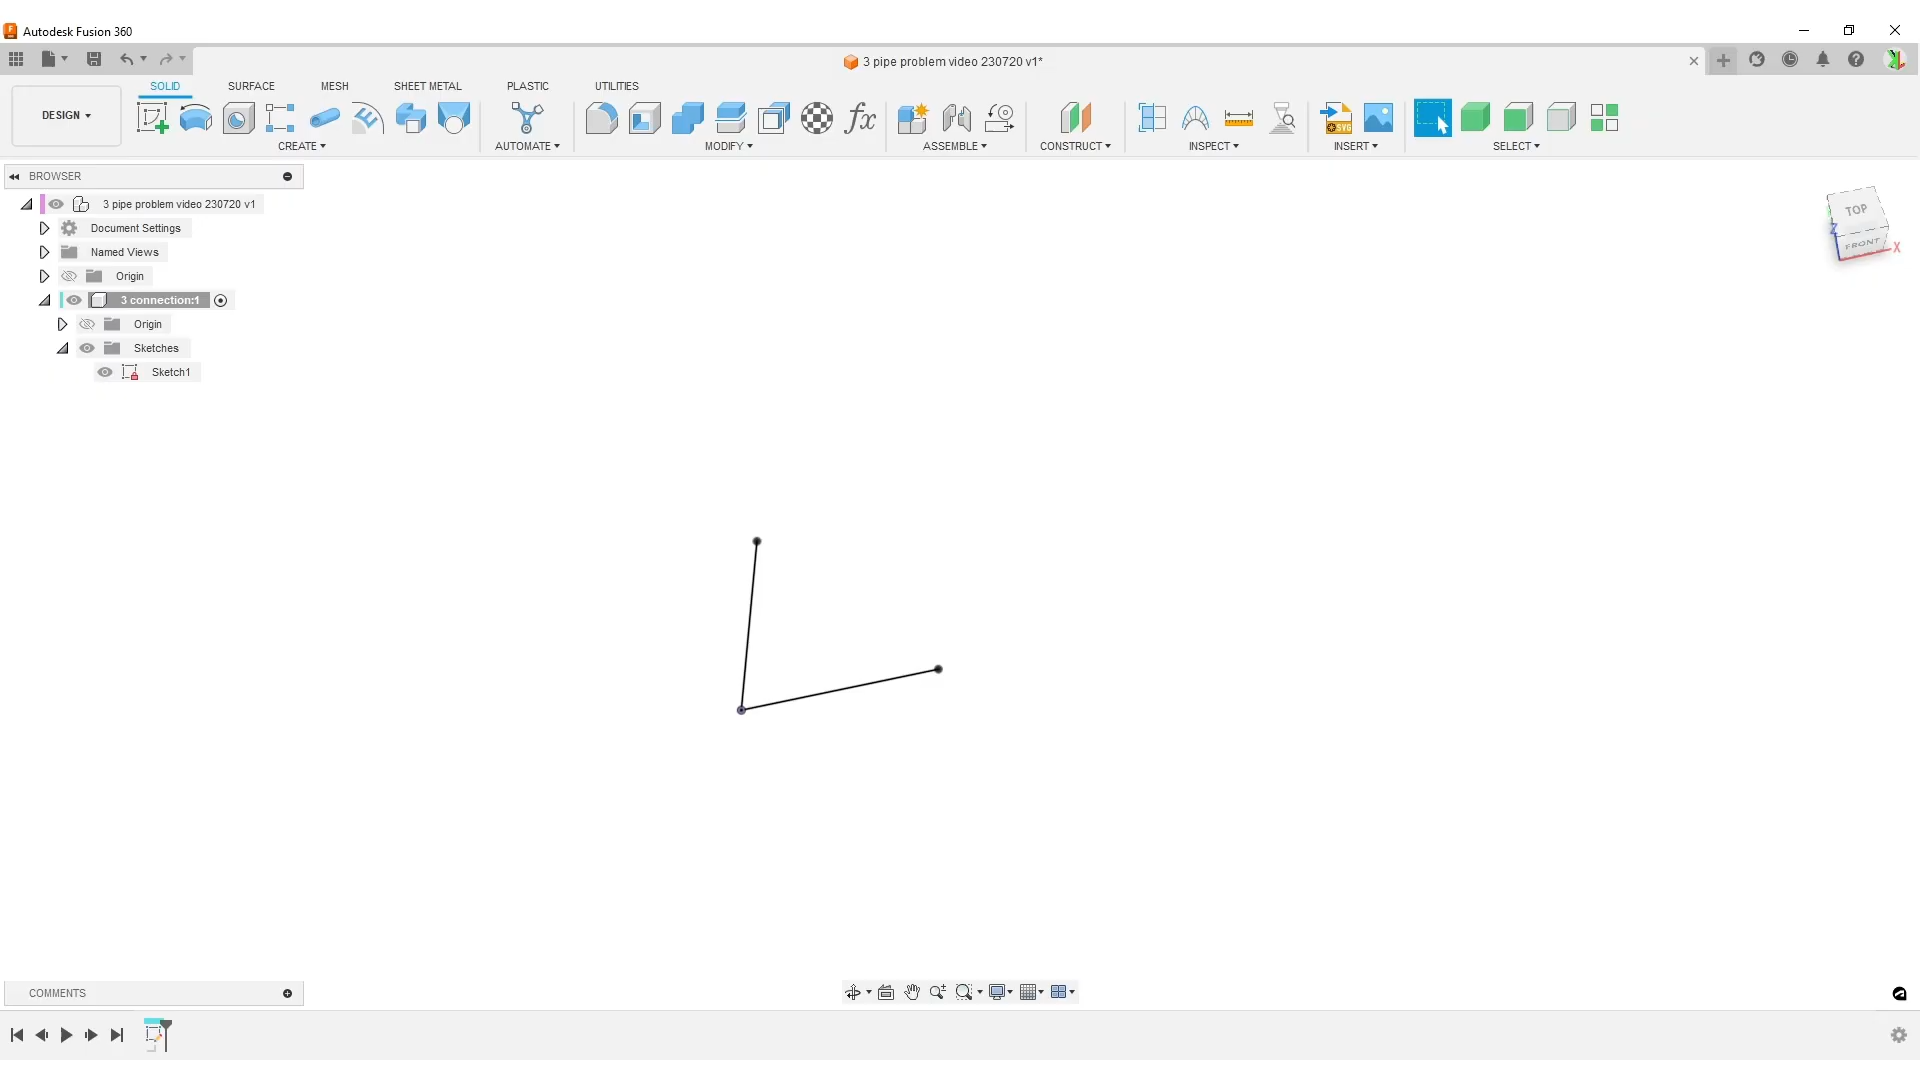 Autodesk Fusion 360
3 pipe problem video 230720 v1*
SOLID SURFACE MESH SHEET METAL PLASTIC UTILITIES
DESIGN
fx
SVG
CREATE AUTOMATE MODIFY ASSEMBLE CONSTRUCT INSPECT INSERT SELECT
BROWSER
3 pipe problem video 230720 v1
Document Settings
Named Views
Origin
3 connection:1
Origin
Sketches
Sketch1
TOP
Z
FRONT
X
COMMENTS